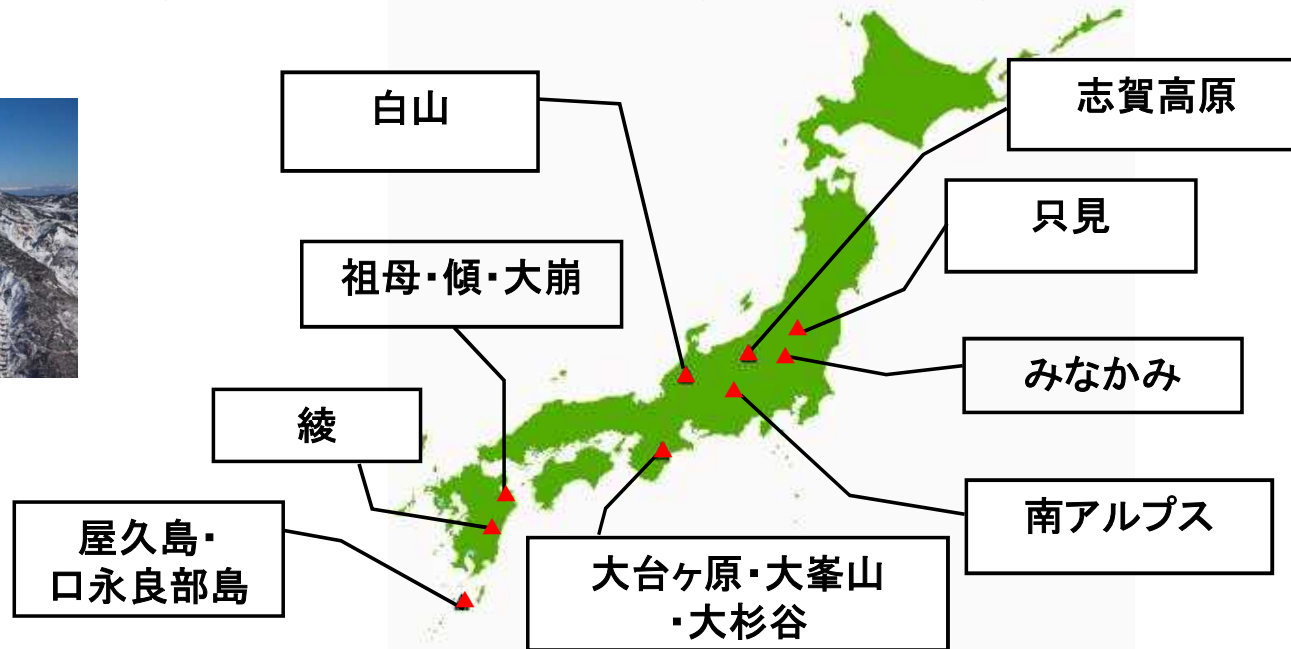 白山
志賀高原
只見
祖母・傾・大崩
みなかみ
綾
南アルプス
屋久島・
口永良部島
大台ヶ原・大峯山
・大杉谷